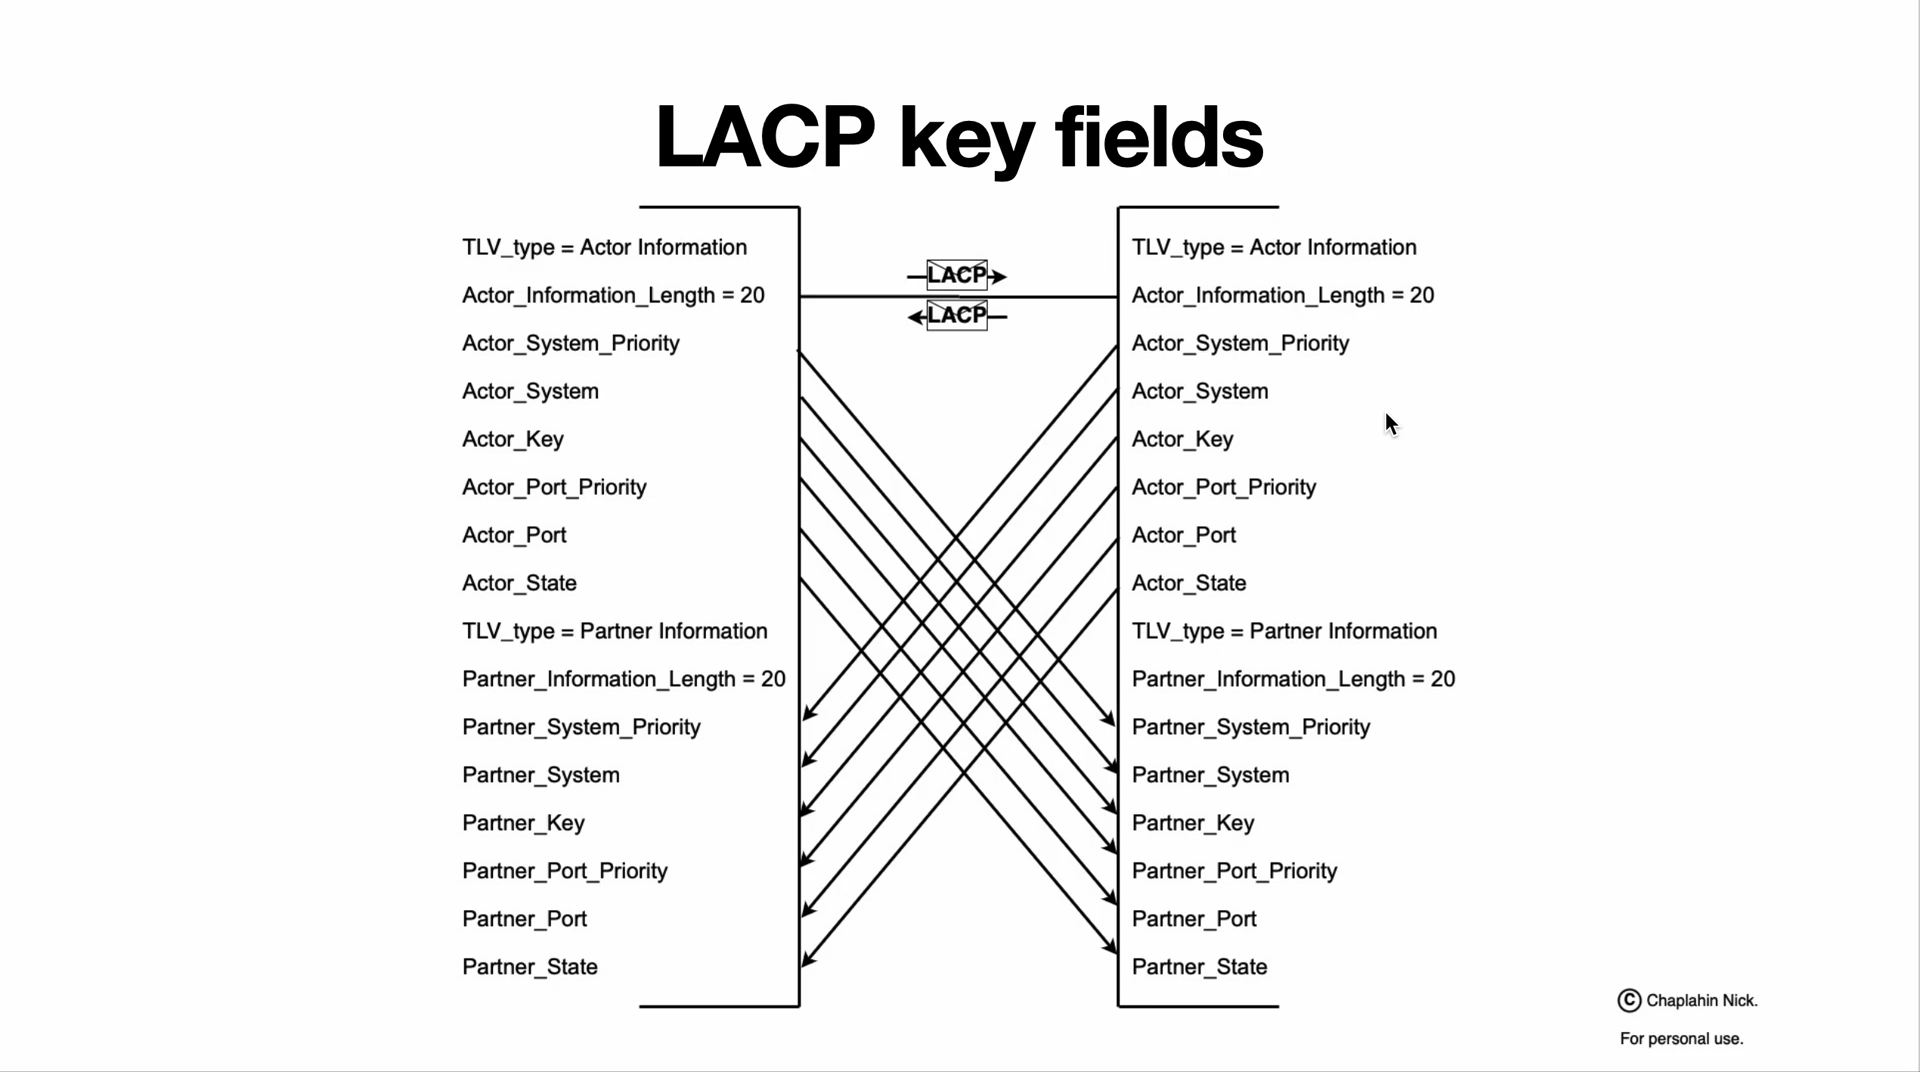 LACP key fields
TLV_type = Actor Information
Actor_Information_Length = 20
Actor_System_Priority
Actor_System
Actor_Key
Actor_Port_Priority
Actor_Port
Actor_State
TLV_type = Partner Information
Partner_Information_Length = 20
Partner_System_Priority
Partner_System
Partner_Key
Partner_Port_Priority
Partner_Port
Partner_State
LACP
LACP
TLV_type = Actor Information
Actor_Information_Length = 20
Actor_System_Priority
Actor_System
Actor_Key
Actor_Port_Priority
Actor_Port
Actor_State
TLV_type = Partner Information
Partner_Information_Length = 20
Partner_System_Priority
Partner_System
Partner_Key
Partner_Port_Priority
Partner_Port
Partner_State
© Chaplahin Nick.
For personal use.